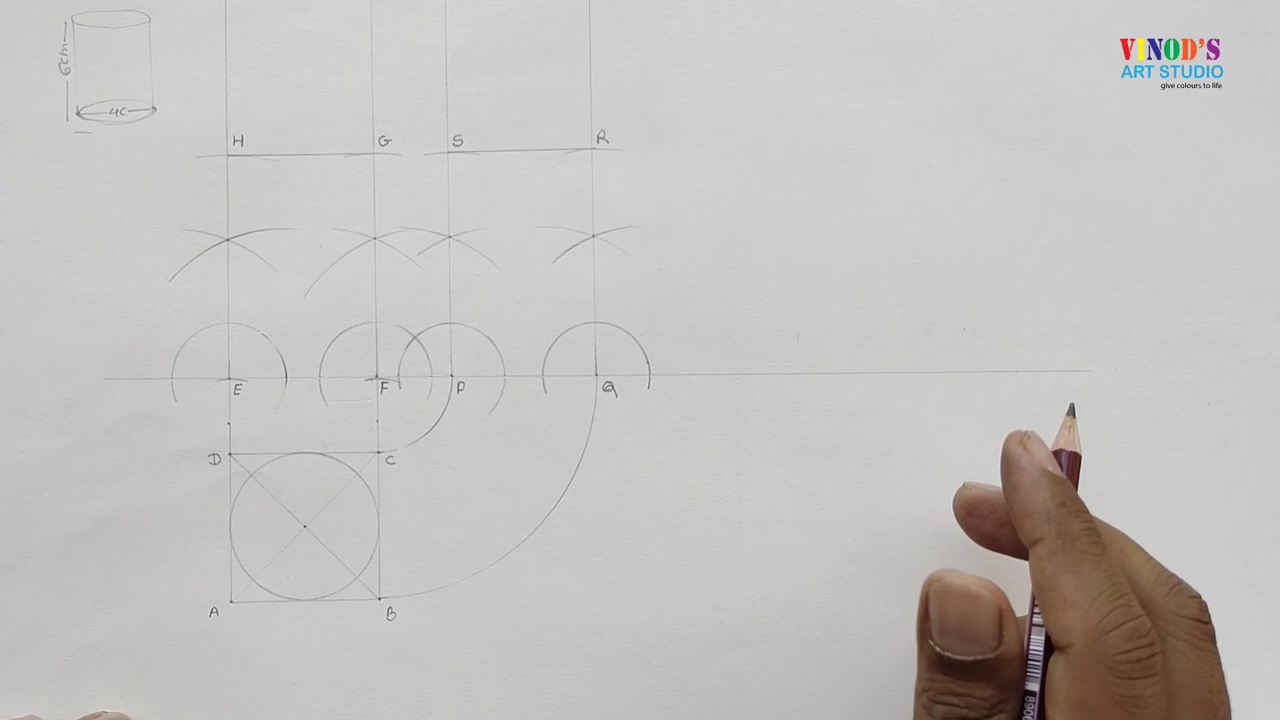 VINOD'S
ART STUDIO
give colours to life
6cm
4c
H G S R
E F P Q
D C
A B